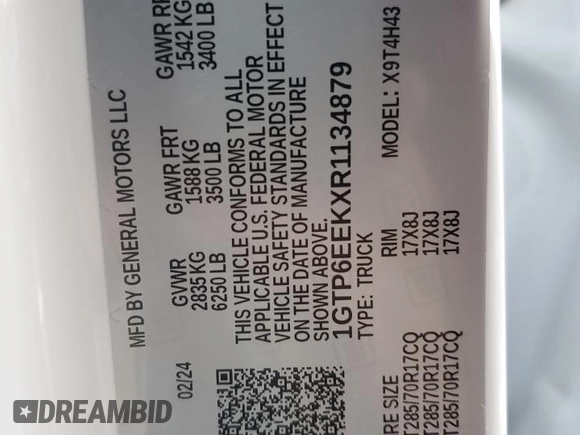 MFD BY GENERAL MOTORS LLC
02/24
GVWR
2835 KG
6250 LB
GAWR FRT
1588 KG
3500 LB
GAWR RR
1542 KG
3400 LB
THIS VEHICLE CONFORMS TO ALL
APPLICABLE U.S. FEDERAL MOTOR
VEHICLE SAFETY STANDARDS IN EFFECT
ON THE DATE OF MANUFACTURE
SHOWN ABOVE.
1GTP6EEKXR1134879
TYPE: TRUCK
MODEL: X9T4H43
RE SIZE
RIM
T285/70R17CQ
17X8J
T285/70R17CQ
17X8J
T285/70R17CQ
17X8J
DREAMBID